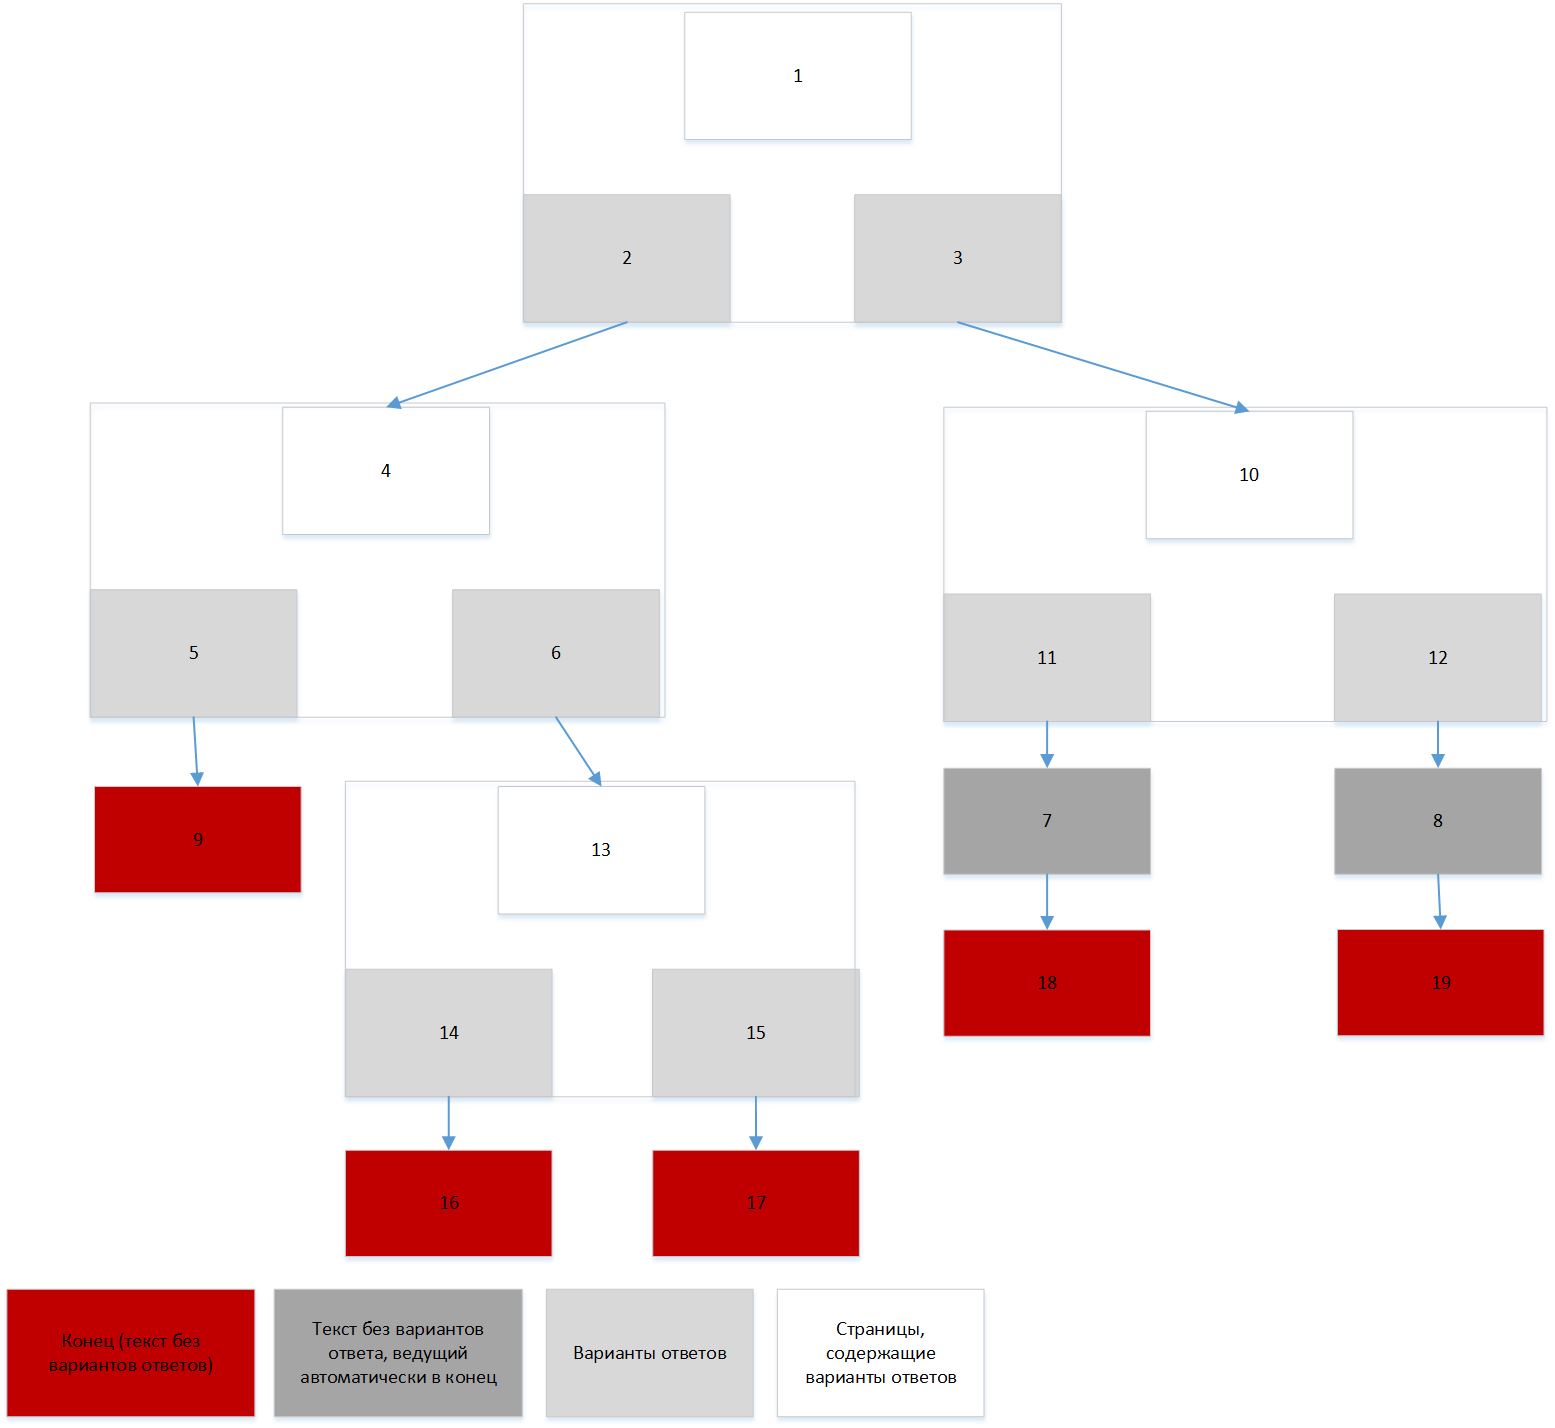 1
2
3
4
10
5
6
11
12
9
13
7
8
14
15
18
19
16
17
Конец (текст без
вариантов ответов)
Текст без вариантов
ответа, ведущий
автоматически в конец
Варианты ответов
Страницы,
содержащие
варианты ответов